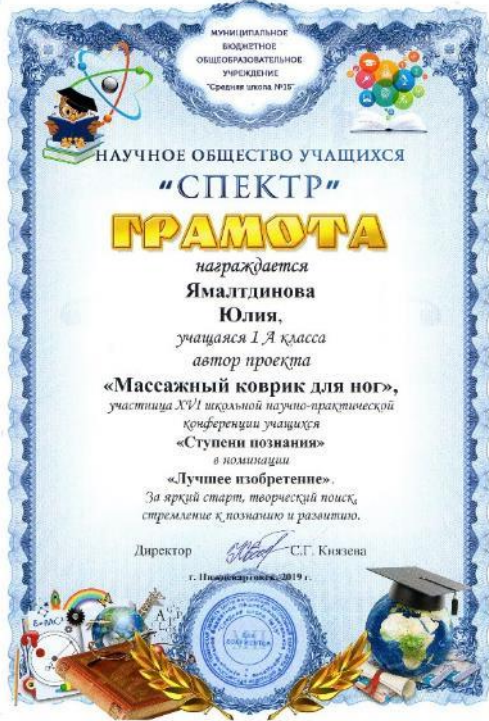 МУНИЦИПАЛЬНОЕ
БЮДЖЕТНОЕ
ОБЩЕОБРАЗОВАТЕЛЬНОЕ
УЧРЕЖДЕНИЕ
"Средняя школа №15"
НАУЧНОЕ ОБЩЕСТВО УЧАЩИХСЯ
"СПЕКТР"
ГРАМОТА
награждается
Ямалтдинова
Юлия,
учащаяся 1 А класса
автор проекта
«Массажный коврик для ног»,
участница XVI школьной научно-практической
конференции учащихся
«Ступени познания»
в номинации
«Лучшее изобретение».
За яркий старт, творческий поиск,
стремление к познанию и развитию.
Директор С.Г. Князева
г. Нижневартовск, 2019 г.
E=MC²